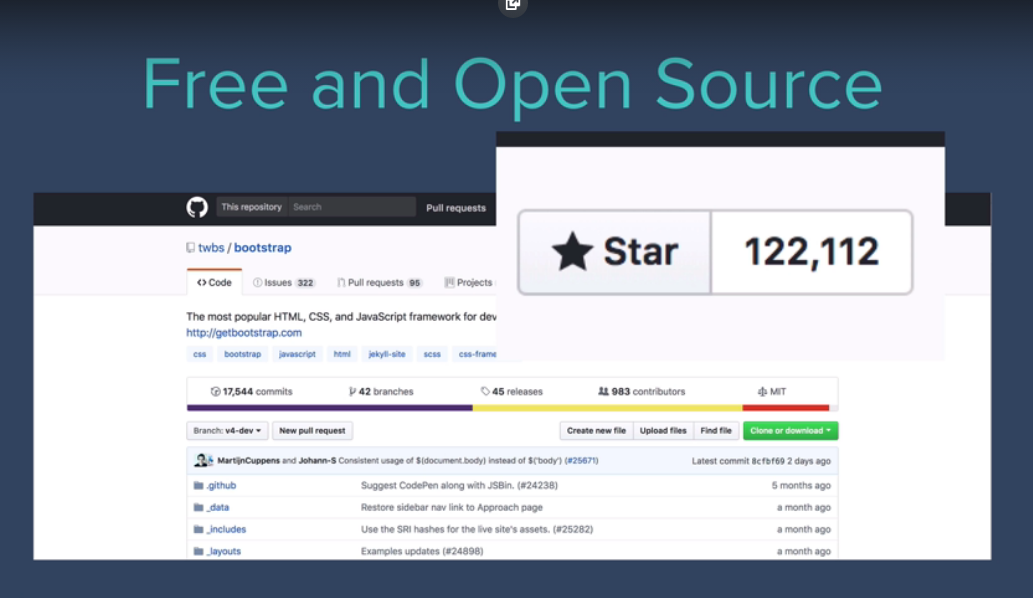 Free and Open Source
This repository Search Pull requests
Star 122,112
twbs / bootstrap
Code Issues 322 Pull requests 95 Projects
The most popular HTML, CSS, and JavaScript framework for dev
http://getbootstrap.com
css bootstrap javascript html jekyll-site scss css-frame
17,544 commits 42 branches 45 releases 983 contributors MIT
Branch: v4-dev New pull request Create new file Upload files Find file Clone or download
MartijnCuppens and Johann-S Consistent usage of $(document.body) instead of $('body') (#25671) Latest commit 8cfbf69 2 days ago
.github Suggest CodePen along with JSBin. (#24238) 5 months ago
_data Restore sidebar nav link to Approach page a month ago
_includes Use the SRI hashes for the live site's assets. (#25282) a month ago
_layouts Examples updates (#24898) a month ago